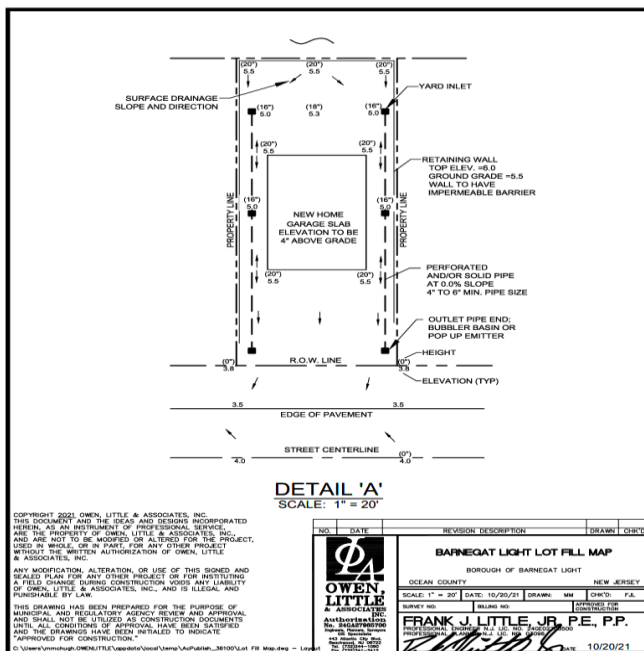 (20") (20") (20")
5.5 5.5 5.5
SURFACE DRAINAGE
SLOPE AND DIRECTION
YARD INLET
(16") (18") (16")
5.0 5.3 5.0
(20") (20")
5.5 5.5
RETAINING WALL
TOP ELEV. =6.0
GROUND GRADE =5.5
WALL TO HAVE
IMPERMEABLE BARRIER
PROPERTY LINE
(16")
5.0
NEW HOME
GARAGE SLAB
ELEVATION TO BE
4" ABOVE GRADE
(16")
5.0
PROPERTY LINE
(20") (20")
5.5 5.5
PERFORATED
AND/OR SOLID PIPE
AT 0.0% SLOPE
4" TO 6" MIN. PIPE SIZE
OUTLET PIPE END;
BUBBLER BASIN OR
POP UP EMITTER
(0") R.O.W. LINE (0")
3.8 3.8
HEIGHT
ELEVATION (TYP)
3.5 3.5
EDGE OF PAVEMENT
STREET CENTERLINE
4.0 (0")
4.0
DETAIL 'A'
SCALE: 1" = 20'
COPYRIGHT 2021 OWEN, LITTLE & ASSOCIATES, INC.
THIS DOCUMENT AND THE IDEAS AND DESIGNS INCORPORATED
HEREIN, AS AN INSTRUMENT OF PROFESSIONAL SERVICE,
ARE THE PROPERTY OF OWEN, LITTLE & ASSOCIATES, INC.,
AND ARE NOT TO BE MODIFIED OR ALTERED FOR THE PROJECT,
USED IN WHOLE, OR IN PART, FOR ANY OTHER PROJECT
WITHOUT THE WRITTEN AUTHORIZATION OF OWEN, LITTLE
& ASSOCIATES, INC.
ANY MODIFICATION, ALTERATION, OR USE OF THIS SIGNED AND
SEALED PLAN FOR ANY OTHER PROJECT OR FOR INSTITUTING
A FIELD CHANGE DURING CONSTRUCTION VOIDS ANY LIABILITY
OF OWEN, LITTLE & ASSOCIATES, INC., AND IS ILLEGAL AND
PUNISHABLE BY LAW.
THIS DRAWING HAS BEEN PREPARED FOR THE PURPOSE OF
MUNICIPAL AND REGULATORY AGENCY REVIEW AND APPROVAL
AND SHALL NOT BE UTILIZED AS CONSTRUCTION DOCUMENTS
UNTIL ALL CONDITIONS OF APPROVAL HAVE BEEN SATISFIED
AND THE DRAWINGS HAVE BEEN INITIALED TO INDICATE
"APPROVED FOR CONSTRUCTION."
NO. DATE REVISION DESCRIPTION DRAWN CHK'D
OWEN,
LITTLE
& ASSOCIATES
INC.
Authorization
BARNEGAT LIGHT LOT FILL MAP
BOROUGH OF BARNEGAT LIGHT
OCEAN COUNTY NEW JERSEY
SCALE: 1" = 20' DATE: 10/20/21 DRAWN: MM CHK'D: FJL
SURVEY NO: BILLING NO: APPROVED FOR
CONSTRUCTION
FRANK J. LITTLE, JR, P.E., P.P.
PROFESSIONAL ENGINEER N.J. LIC. NO.
DATE 10/20/21